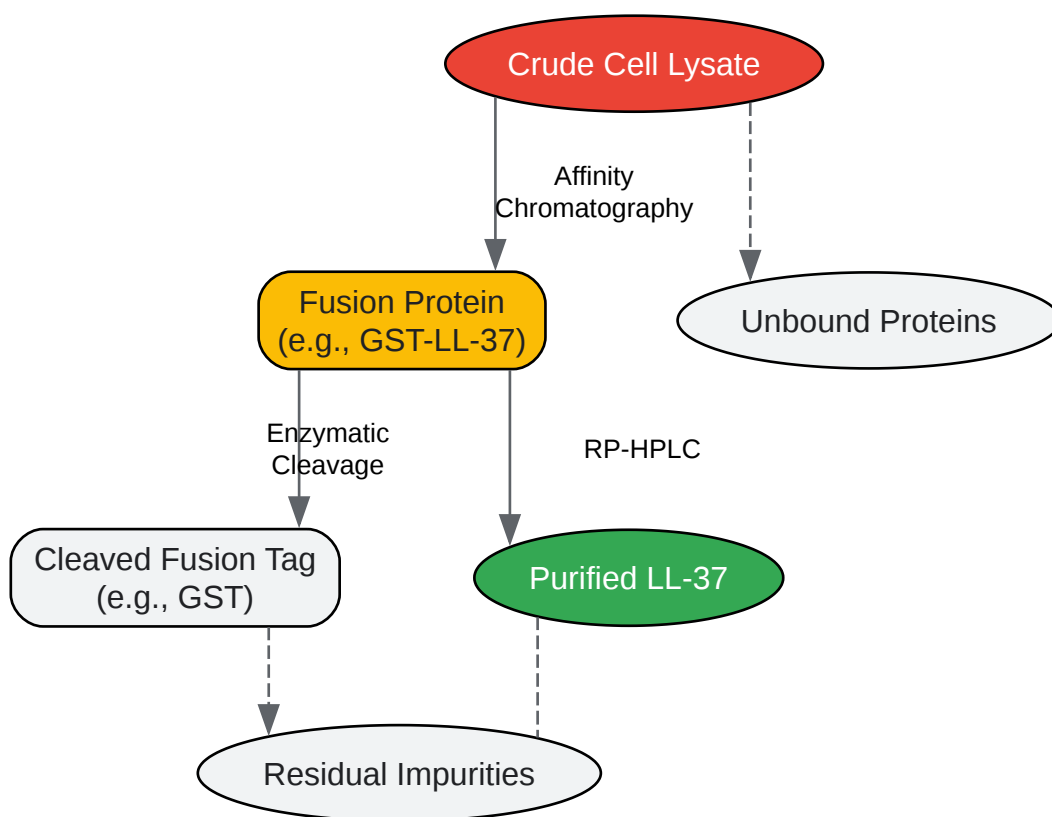 Crude Cell Lysate
Affinity
Chromatography
Fusion Protein
(e.g., GST-LL-37)
Unbound Proteins
Enzymatic
Cleavage
RP-HPLC
Cleaved Fusion Tag
(e.g., GST)
Purified LL-37
Residual Impurities